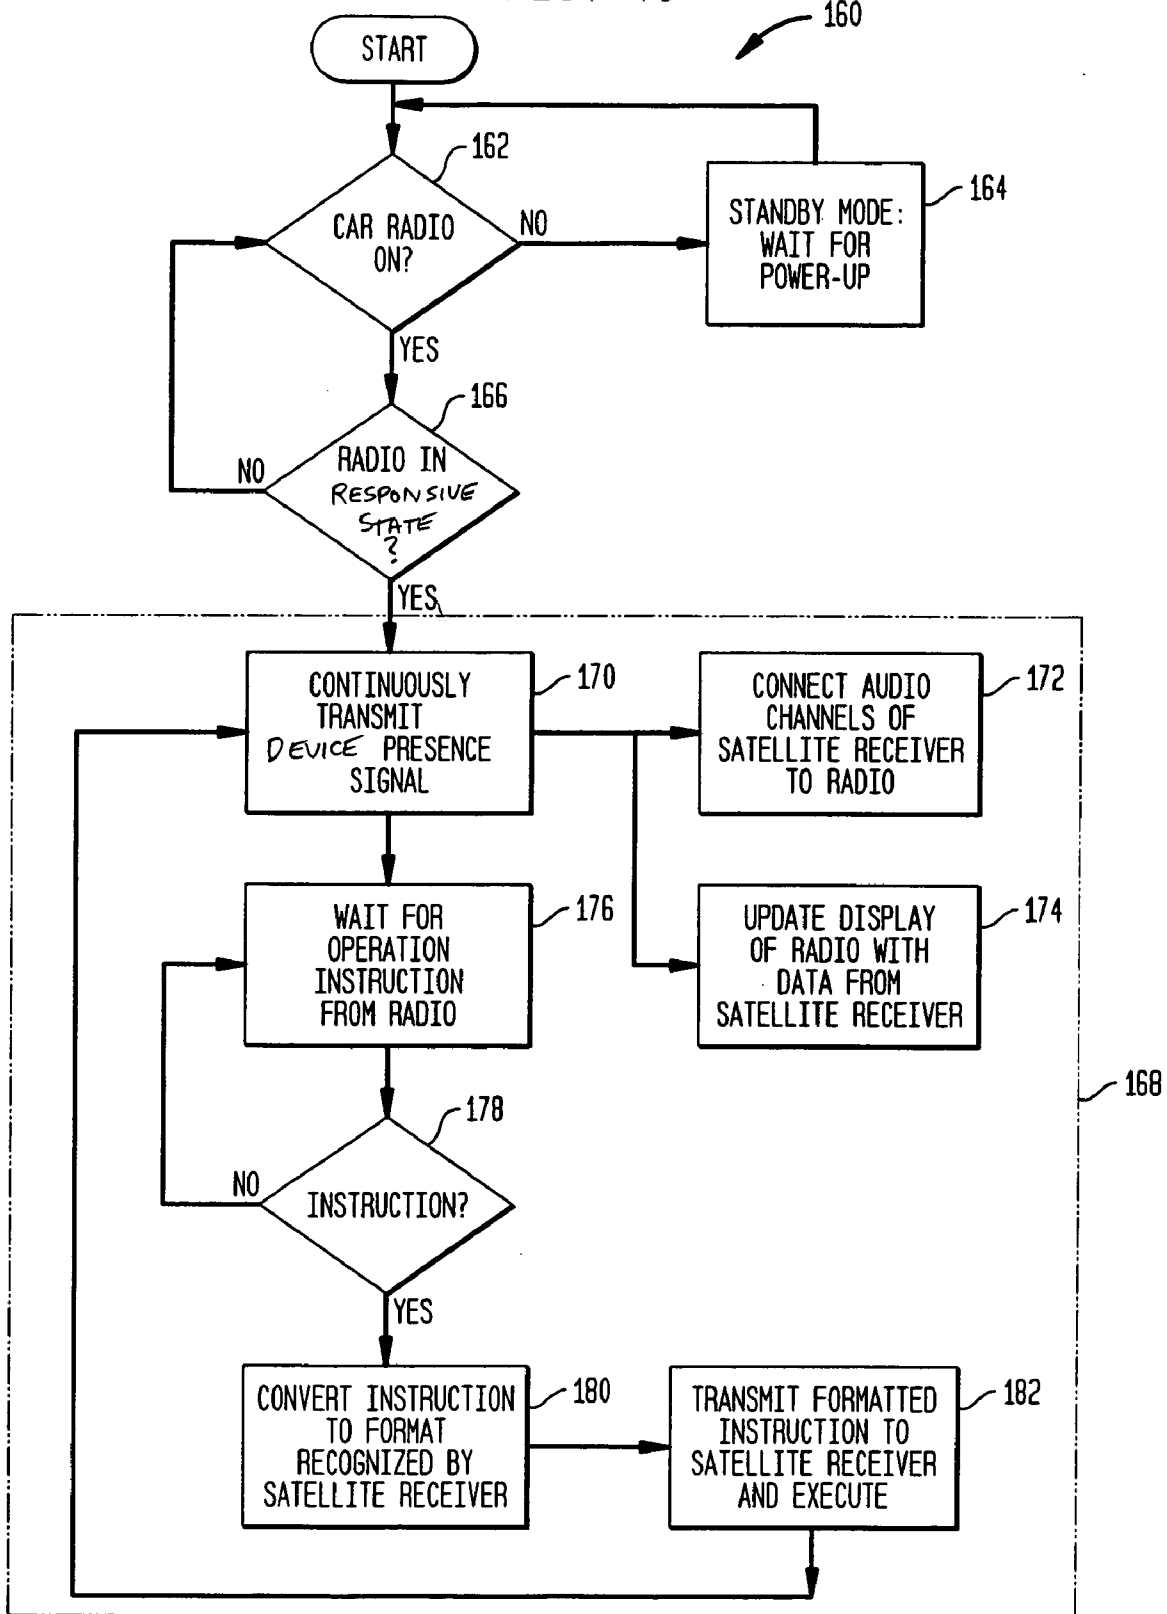 160
START
162
CAR RADIO
ON?
NO
164
STANDBY MODE:
WAIT FOR
POWER-UP
YES
166
RADIO IN
RESPONSIVE
STATE
?
NO
YES
168
170
CONTINUOUSLY
TRANSMIT
DEVICE PRESENCE
SIGNAL
172
CONNECT AUDIO
CHANNELS OF
SATELLITE RECEIVER
TO RADIO
176
WAIT FOR
OPERATION
INSTRUCTION
FROM RADIO
174
UPDATE DISPLAY
OF RADIO WITH
DATA FROM
SATELLITE RECEIVER
178
INSTRUCTION?
NO
YES
180
CONVERT INSTRUCTION
TO FORMAT
RECOGNIZED BY
SATELLITE RECEIVER
182
TRANSMIT FORMATTED
INSTRUCTION TO
SATELLITE RECEIVER
AND EXECUTE